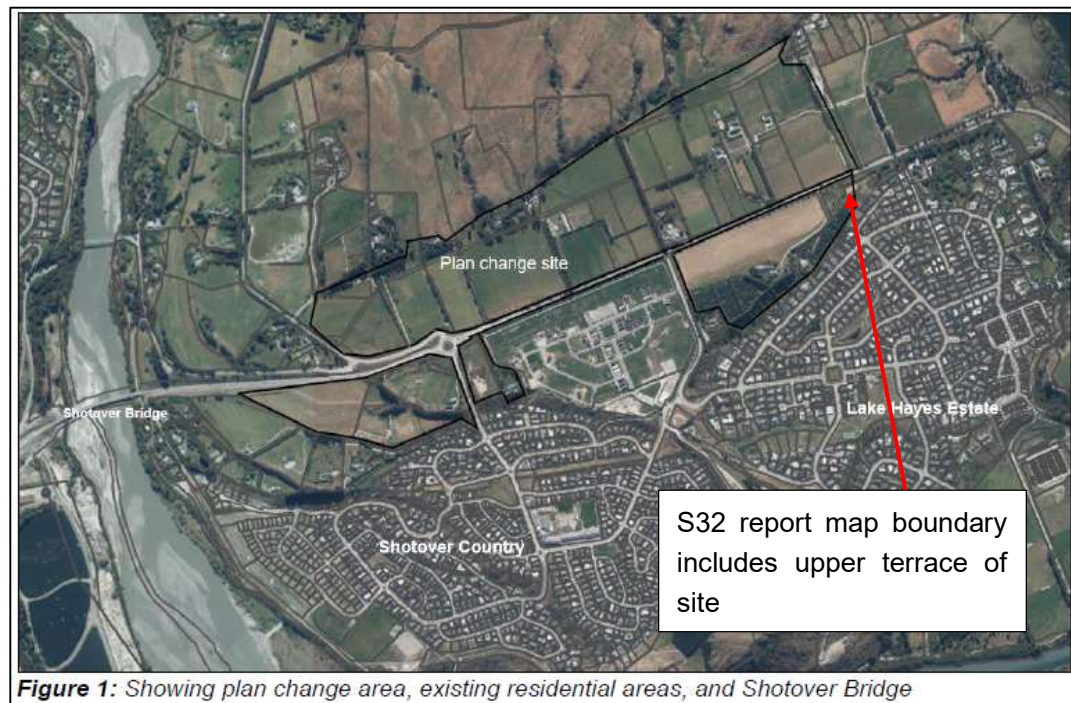 Plan change site
Shotover Bridge
Lake Hayes Estate
S32 report map boundary
includes upper terrace of
site
Shotover Country
Figure 1: Showing plan change area, existing residential areas, and Shotover Bridge